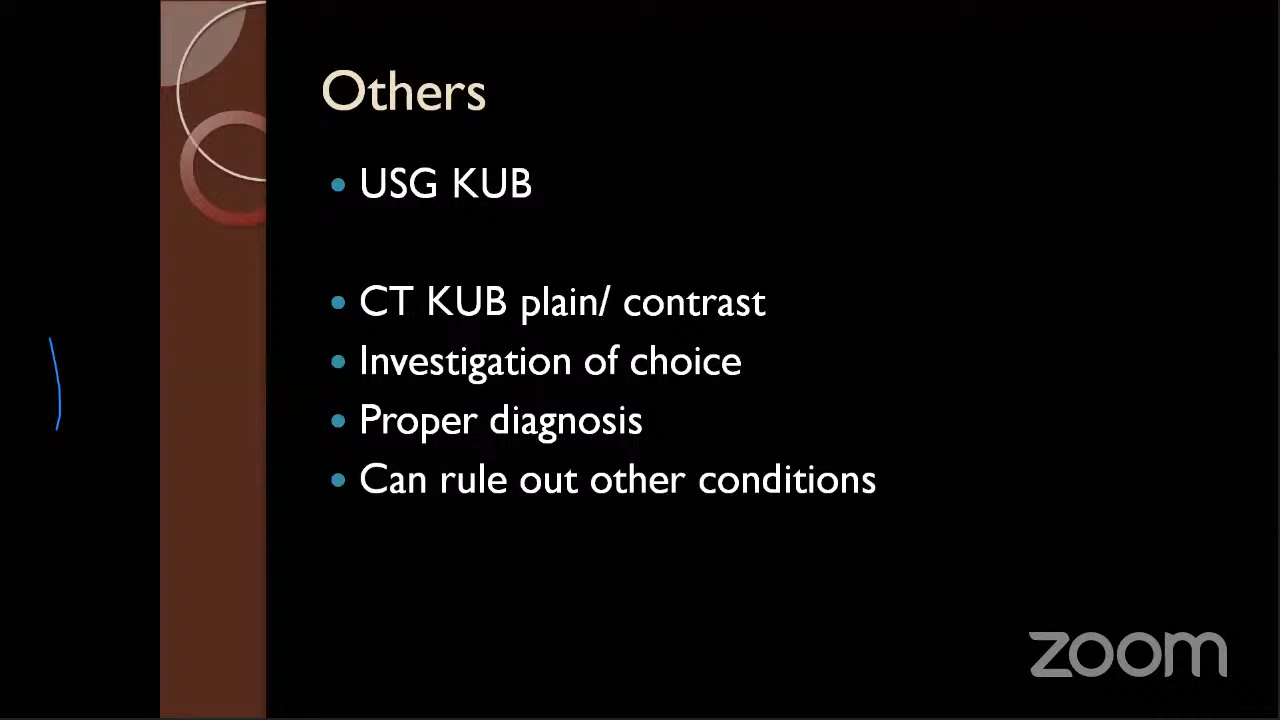 Others
USG KUB
CT KUB plain/ contrast
Investigation of choice
Proper diagnosis
Can rule out other conditions
zoom